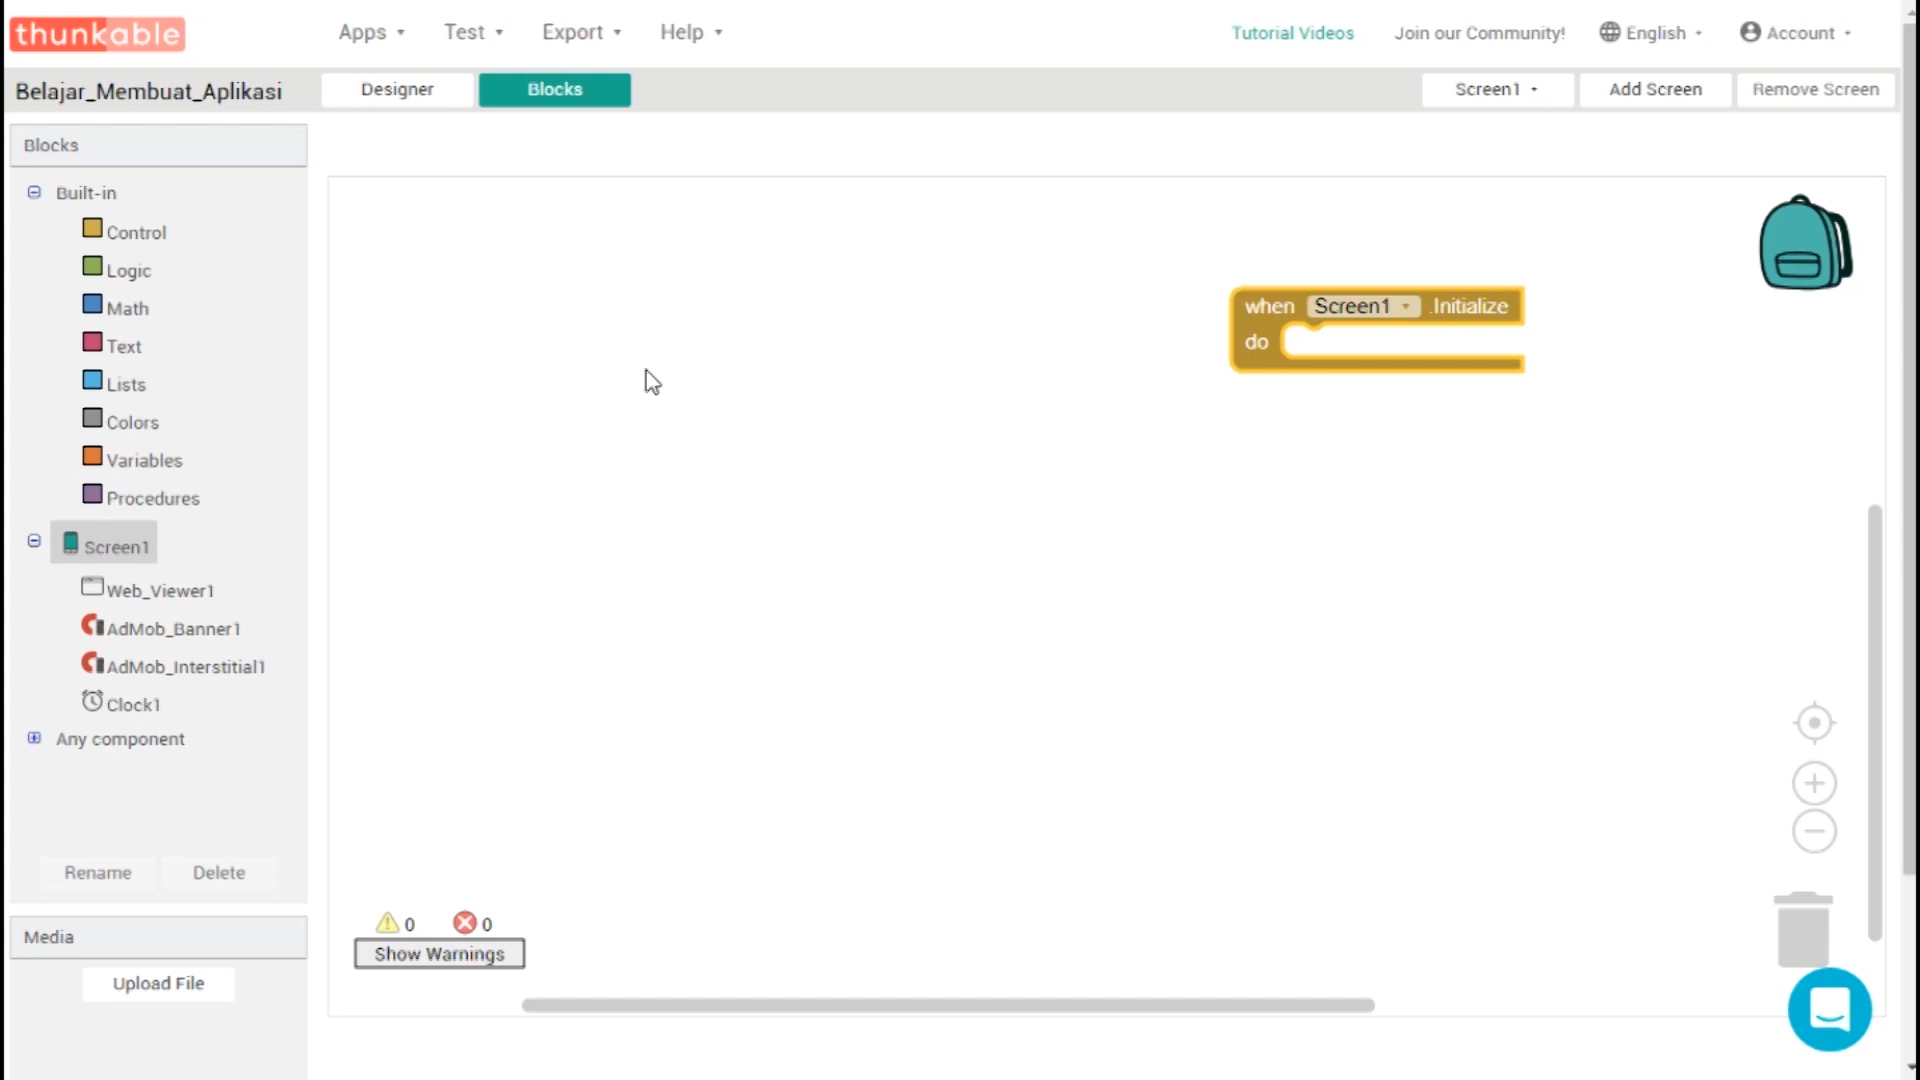 thunkable
Apps
Test
Export
Help
Tutorial Videos
Join our Community!
English
Account
Belajar_Membuat_Aplikasi
Designer
Blocks
Screen1
Add Screen
Remove Screen
Blocks
Built-in
Control
Logic
Math
Text
Lists
Colors
Variables
Procedures
Screen1
Web_Viewer1
AdMob_Banner1
AdMob_Interstitial1
Clock1
Any component
Rename
Delete
Media
Upload File
when Screen1 .Initialize
do
0 0
Show Warnings